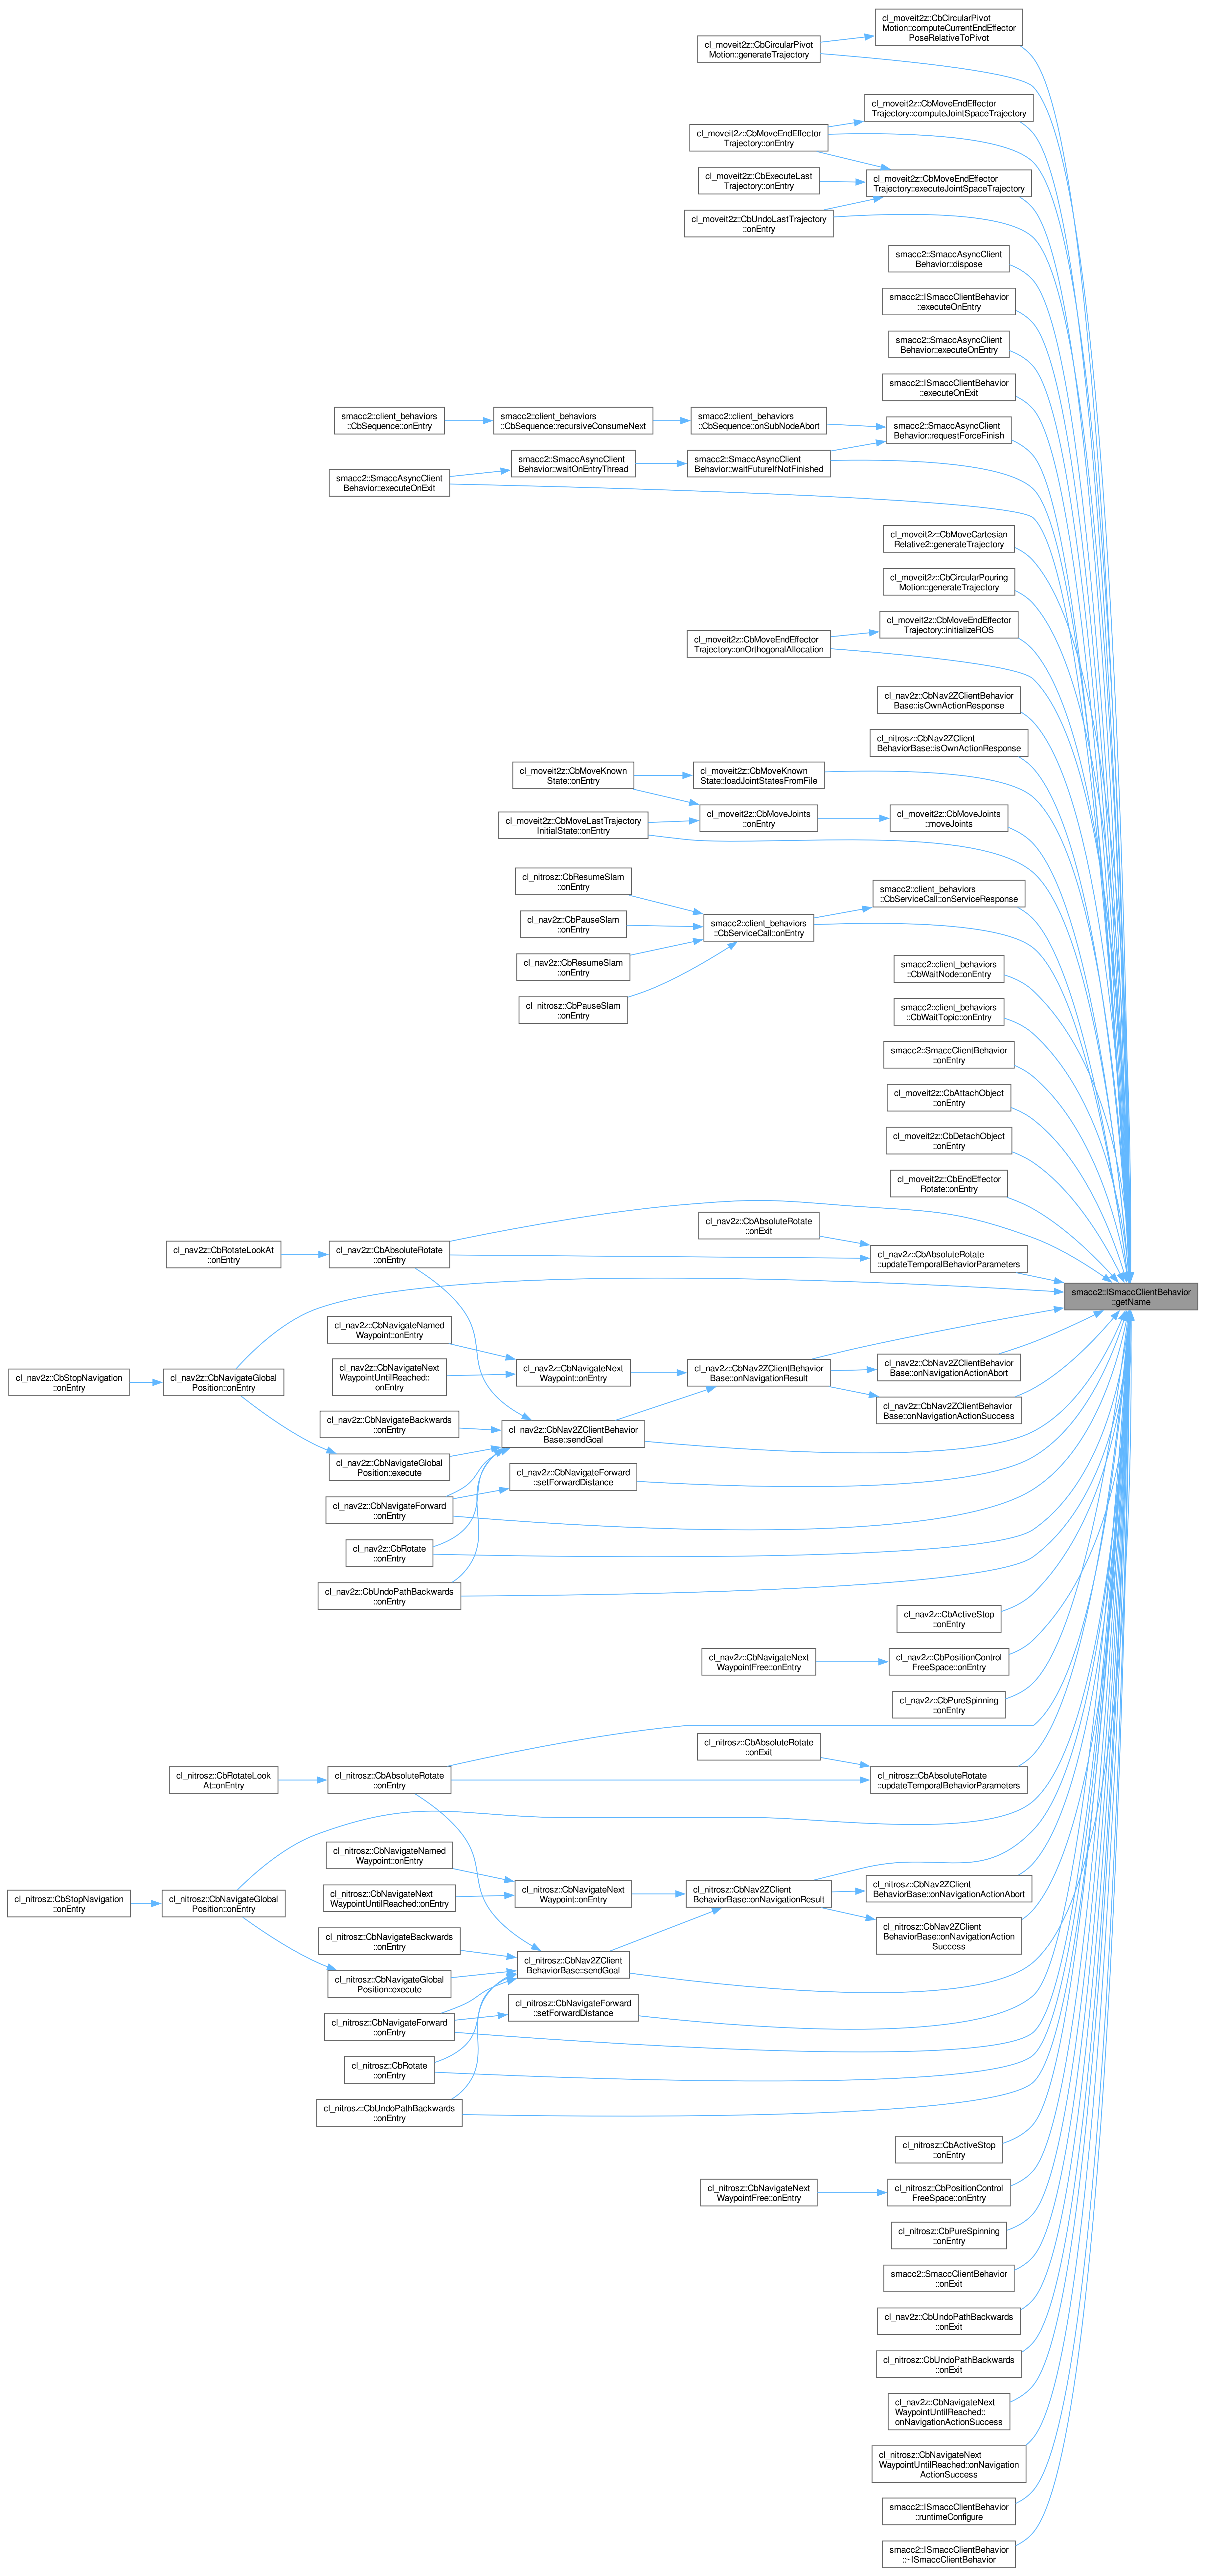 cl_moveit2z::CbCircularPivot
Motion::computeCurrentEndEffector
PoseRelativeToPivot
cl_moveit2z::CbCircularPivot
Motion::generateTrajectory
cl_moveit2z::CbMoveEndEffector
Trajectory::computeJointSpaceTrajectory
cl_moveit2z::CbMoveEndEffector
Trajectory::onEntry
cl_moveit2z::CbExecuteLast
Trajectory::onEntry
cl_moveit2z::CbMoveEndEffector
Trajectory::executeJointSpaceTrajectory
cl_moveit2z::CbUndoLastTrajectory
::onEntry
smacc2::SmaccAsyncClient
Behavior::dispose
smacc2::ISmaccClientBehavior
::executeOnEntry
smacc2::SmaccAsyncClient
Behavior::executeOnEntry
smacc2::ISmaccClientBehavior
::executeOnExit
smacc2::client_behaviors
::CbSequence::onEntry
smacc2::client_behaviors
::CbSequence::recursiveConsumeNext
smacc2::client_behaviors
::CbSequence::onSubNodeAbort
smacc2::SmaccAsyncClient
Behavior::requestForceFinish
smacc2::SmaccAsyncClient
Behavior::executeOnExit
smacc2::SmaccAsyncClient
Behavior::waitOnEntryThread
smacc2::SmaccAsyncClient
Behavior::waitFutureIfNotFinished
cl_moveit2z::CbMoveCartesian
Relative2::generateTrajectory
cl_moveit2z::CbCircularPouring
Motion::generateTrajectory
cl_moveit2z::CbMoveEndEffector
Trajectory::initializeROS
cl_moveit2z::CbMoveEndEffector
Trajectory::onOrthogonalAllocation
cl_nav2z::CbNav2ZClientBehavior
Base::isOwnActionResponse
cl_nitrosz::CbNav2ZClient
BehaviorBase::isOwnActionResponse
cl_moveit2z::CbMoveKnown
State::onEntry
cl_moveit2z::CbMoveKnown
State::loadJointStatesFromFile
cl_moveit2z::CbMoveLastTrajectory
InitialState::onEntry
cl_moveit2z::CbMoveJoints
::onEntry
cl_moveit2z::CbMoveJoints
::moveJoints
cl_nitrosz::CbResumeSlam
::onEntry
cl_nav2z::CbPauseSlam
::onEntry
cl_nav2z::CbResumeSlam
::onEntry
cl_nitrosz::CbPauseSlam
::onEntry
smacc2::client_behaviors
::CbServiceCall::onEntry
smacc2::client_behaviors
::CbServiceCall::onServiceResponse
smacc2::client_behaviors
::CbWaitNode::onEntry
smacc2::client_behaviors
::CbWaitTopic::onEntry
smacc2::SmaccClientBehavior
::onEntry
cl_moveit2z::CbAttachObject
::onEntry
cl_moveit2z::CbDetachObject
::onEntry
cl_moveit2z::CbEndEffector
Rotate::onEntry
cl_nav2z::CbAbsoluteRotate
::onExit
cl_nav2z::CbRotateLookAt
::onEntry
cl_nav2z::CbAbsoluteRotate
::onEntry
cl_nav2z::CbAbsoluteRotate
::updateTemporalBehaviorParameters
smacc2::ISmaccClientBehavior
::getName
cl_nav2z::CbNavigateNamed
Waypoint::onEntry
cl_nav2z::CbStopNavigation
::onEntry
cl_nav2z::CbNavigateGlobal
Position::onEntry
cl_nav2z::CbNavigateNext
WaypointUntilReached::
onEntry
cl_nav2z::CbNavigateNext
Waypoint::onEntry
cl_nav2z::CbNav2ZClientBehavior
Base::onNavigationResult
cl_nav2z::CbNav2ZClientBehavior
Base::onNavigationActionAbort
cl_nav2z::CbNav2ZClientBehavior
Base::onNavigationActionSuccess
cl_nav2z::CbNavigateBackwards
::onEntry
cl_nav2z::CbNav2ZClientBehavior
Base::sendGoal
cl_nav2z::CbNavigateGlobal
Position::execute
cl_nav2z::CbNavigateForward
::setForwardDistance
cl_nav2z::CbNavigateForward
::onEntry
cl_nav2z::CbRotate
::onEntry
cl_nav2z::CbUndoPathBackwards
::onEntry
cl_nav2z::CbActiveStop
::onEntry
cl_nav2z::CbNavigateNext
WaypointFree::onEntry
cl_nav2z::CbPositionControl
FreeSpace::onEntry
cl_nav2z::CbPureSpinning
::onEntry
cl_nitrosz::CbAbsoluteRotate
::onExit
cl_nitrosz::CbRotateLook
At::onEntry
cl_nitrosz::CbAbsoluteRotate
::onEntry
cl_nitrosz::CbAbsoluteRotate
::updateTemporalBehaviorParameters
cl_nitrosz::CbNavigateNamed
Waypoint::onEntry
cl_nitrosz::CbStopNavigation
::onEntry
cl_nitrosz::CbNavigateGlobal
Position::onEntry
cl_nitrosz::CbNavigateNext
WaypointUntilReached::onEntry
cl_nitrosz::CbNavigateNext
Waypoint::onEntry
cl_nitrosz::CbNav2ZClient
BehaviorBase::onNavigationResult
cl_nitrosz::CbNav2ZClient
BehaviorBase::onNavigationActionAbort
cl_nitrosz::CbNav2ZClient
BehaviorBase::onNavigationAction
Success
cl_nitrosz::CbNavigateBackwards
::onEntry
cl_nitrosz::CbNav2ZClient
BehaviorBase::sendGoal
cl_nitrosz::CbNavigateGlobal
Position::execute
cl_nitrosz::CbNavigateForward
::setForwardDistance
cl_nitrosz::CbNavigateForward
::onEntry
cl_nitrosz::CbRotate
::onEntry
cl_nitrosz::CbUndoPathBackwards
::onEntry
cl_nitrosz::CbActiveStop
::onEntry
cl_nitrosz::CbNavigateNext
WaypointFree::onEntry
cl_nitrosz::CbPositionControl
FreeSpace::onEntry
cl_nitrosz::CbPureSpinning
::onEntry
smacc2::SmaccClientBehavior
::onExit
cl_nav2z::CbUndoPathBackwards
::onExit
cl_nitrosz::CbUndoPathBackwards
::onExit
cl_nav2z::CbNavigateNext
WaypointUntilReached::
onNavigationActionSuccess
cl_nitrosz::CbNavigateNext
WaypointUntilReached::onNavigation
ActionSuccess
smacc2::ISmaccClientBehavior
::runtimeConfigure
smacc2::ISmaccClientBehavior
::~ISmaccClientBehavior